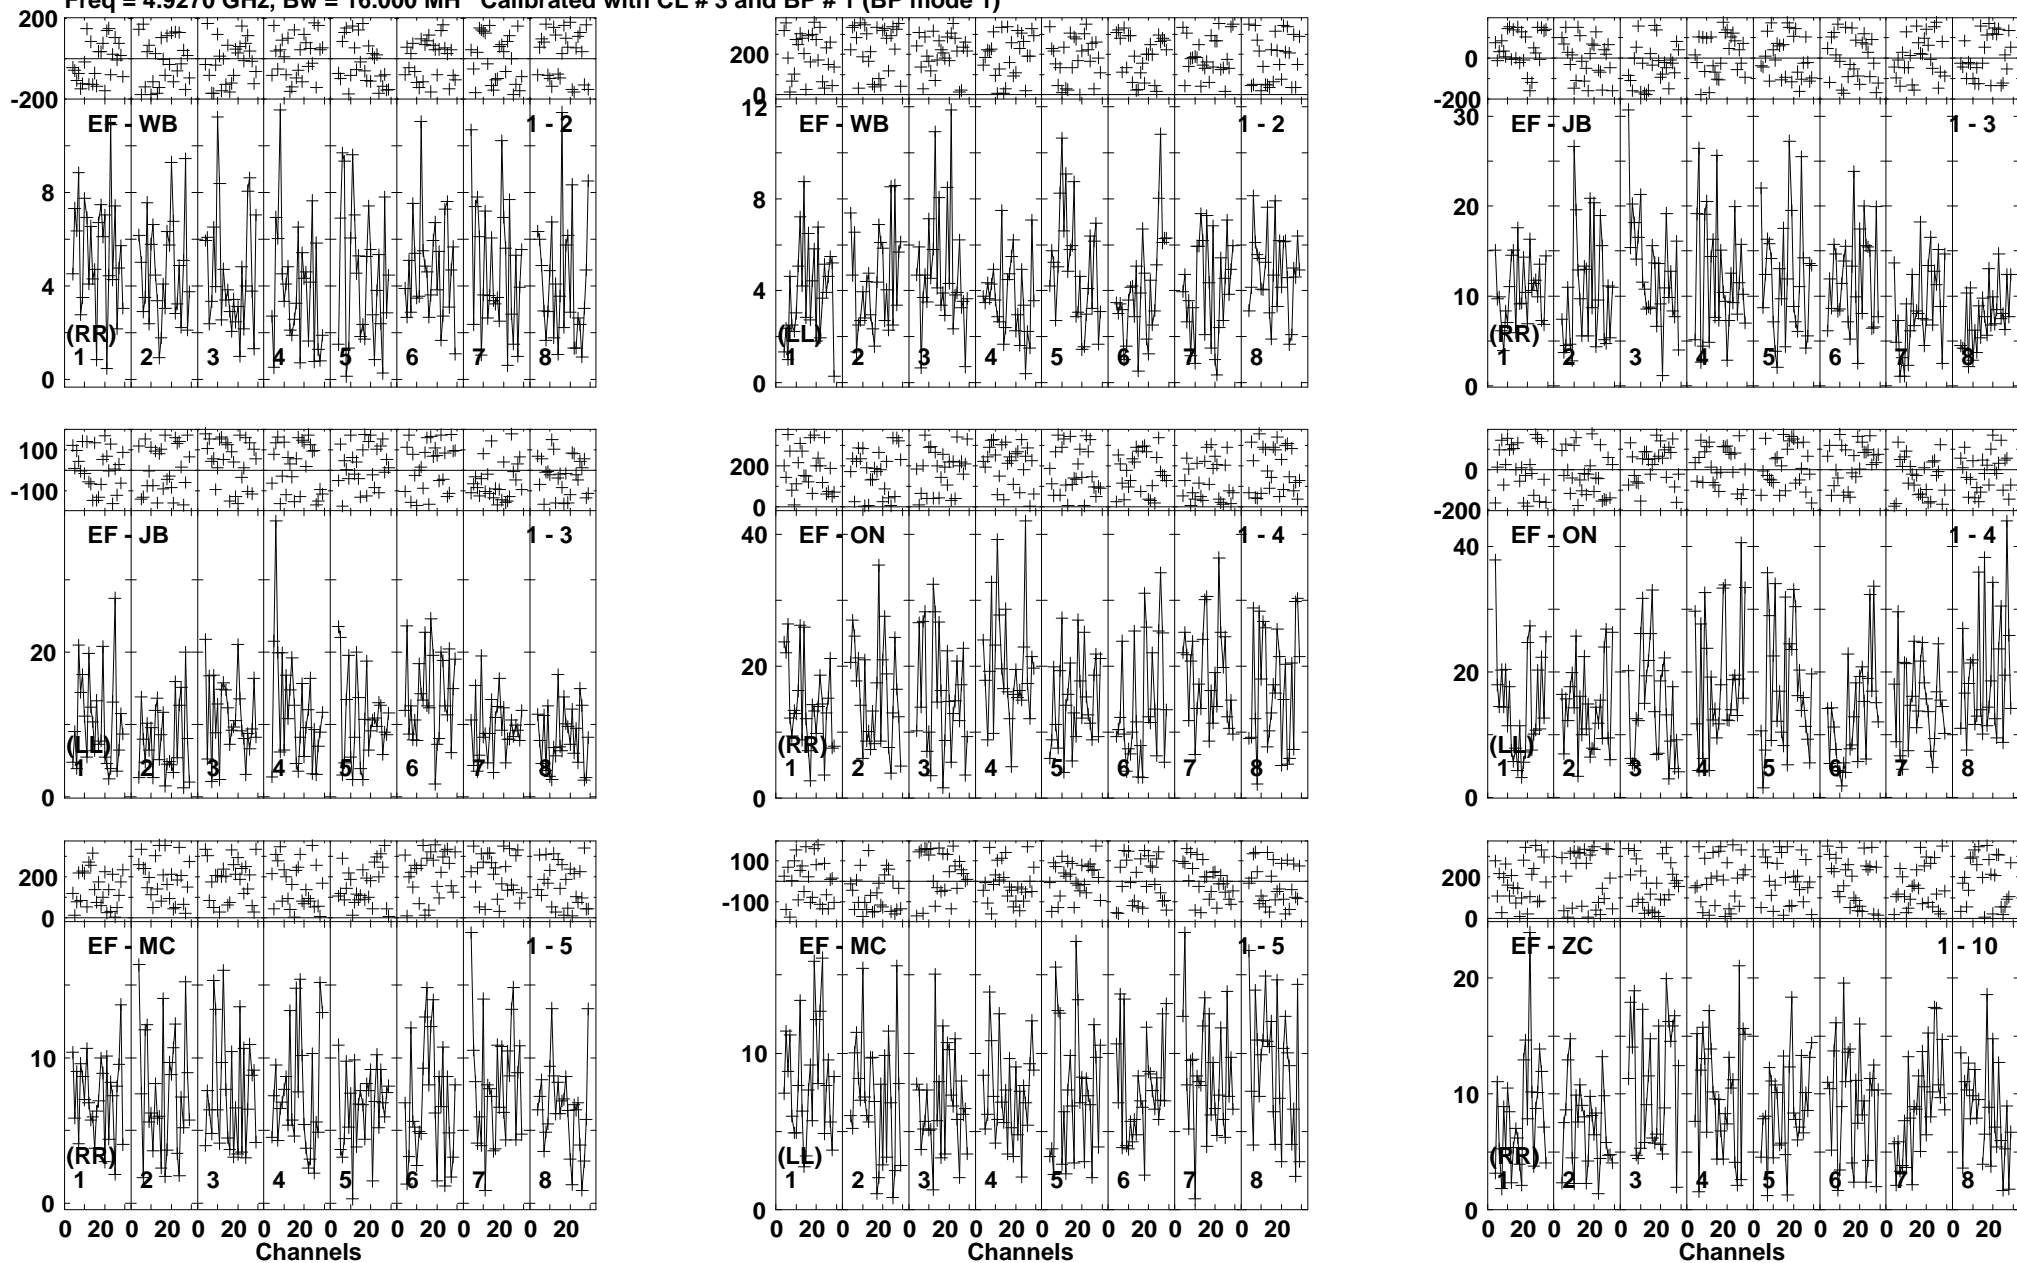 Freq = 4.9270 GHz, Bw = 16.000 MH Calibrated with CL # 3 and BP # 1 (BP mode 1)
200
-200
200
0
0
-200
EF - WB 1 - 2
EF - WB 1 - 2
EF - JB 1 - 3
8
4
0
12
8
4
0
30
20
10
0
(RR)
1 2 3 4 5 6 7 8
(LL)
1 2 3 4 5 6 7 8
(RR)
1 2 3 4 5 6 7 8
100
-100
200
0
0
-200
EF - JB 1 - 3
EF - ON 1 - 4
EF - ON 1 - 4
20
0
40
20
0
40
20
0
(LL)
1 2 3 4 5 6 7 8
(RR)
1 2 3 4 5 6 7 8
(LL)
1 2 3 4 5 6 7 8
200
0
100
-100
200
0
EF - MC 1 - 5
EF - MC 1 - 5
EF - ZC 1 - 10
10
0
10
0
20
10
0
(RR)
1 2 3 4 5 6 7 8
(LL)
1 2 3 4 5 6 7 8
(RR)
1 2 3 4 5 6 7 8
0 20 0 20 0 20 0 20 0 20 0 20 0 20 0 20
0 20 0 20 0 20 0 20 0 20 0 20 0 20 0 20
0 20 0 20 0 20 0 20 0 20 0 20 0 20 0 20
Channels
Channels
Channels